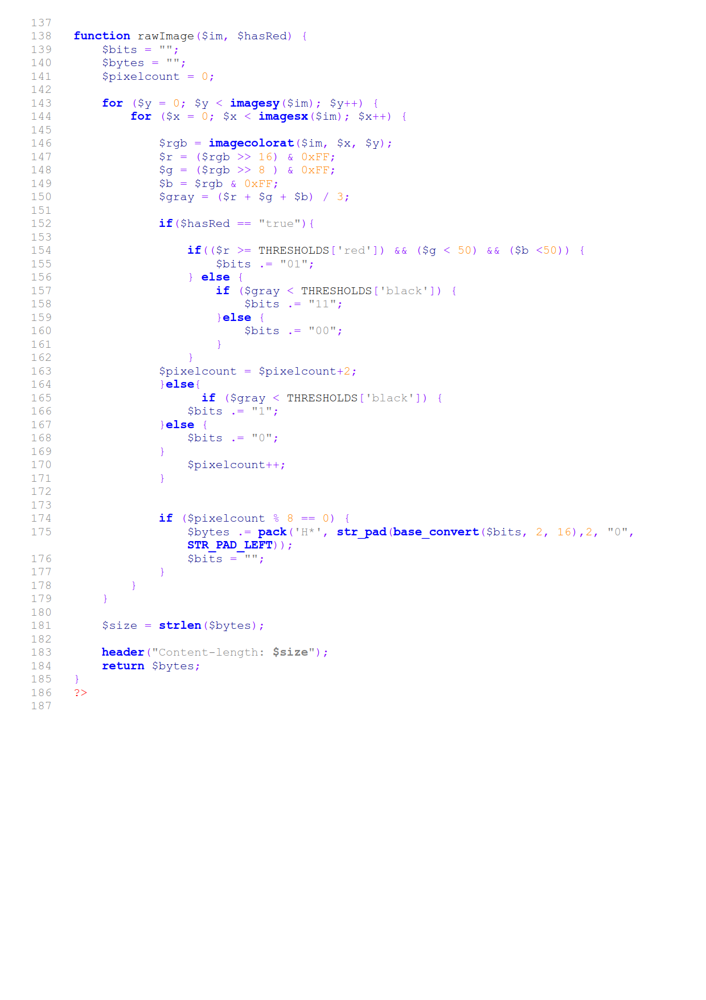 137
138 function rawImage($im, $hasRed) {
139 $bits = "";
140 $bytes = "";
141 $pixelcount = 0;
142
143 for ($y = 0; $y < imagesy($im); $y++) {
144 for ($x = 0; $x < imagesx($im); $x++) {
145
146 $rgb = imagecolorat($im, $x, $y);
147 $r = ($rgb >> 16) & 0xFF;
148 $g = ($rgb >> 8 ) & 0xFF;
149 $b = $rgb & 0xFF;
150 $gray = ($r + $g + $b) / 3;
151
152 if($hasRed == "true"){
153
154 if(($r >= THRESHOLDS['red']) && ($g < 50) && ($b <50)) {
155 $bits .= "01";
156 } else {
157 if ($gray < THRESHOLDS['black']) {
158 $bits .= "11";
159 }else {
160 $bits .= "00";
161 }
162 }
163 $pixelcount = $pixelcount+2;
164 }else{
165 if ($gray < THRESHOLDS['black']) {
166 $bits .= "1";
167 }else {
168 $bits .= "0";
169 }
170 $pixelcount++;
171 }
172
173
174 if ($pixelcount % 8 == 0) {
175 $bytes .= pack('H*', str_pad(base_convert($bits, 2, 16),2, "0",
STR_PAD_LEFT));
176 $bits = "";
177 }
178 }
179 }
180
181 $size = strlen($bytes);
182
183 header("Content-length: $size");
184 return $bytes;
185 }
186 ?>
187